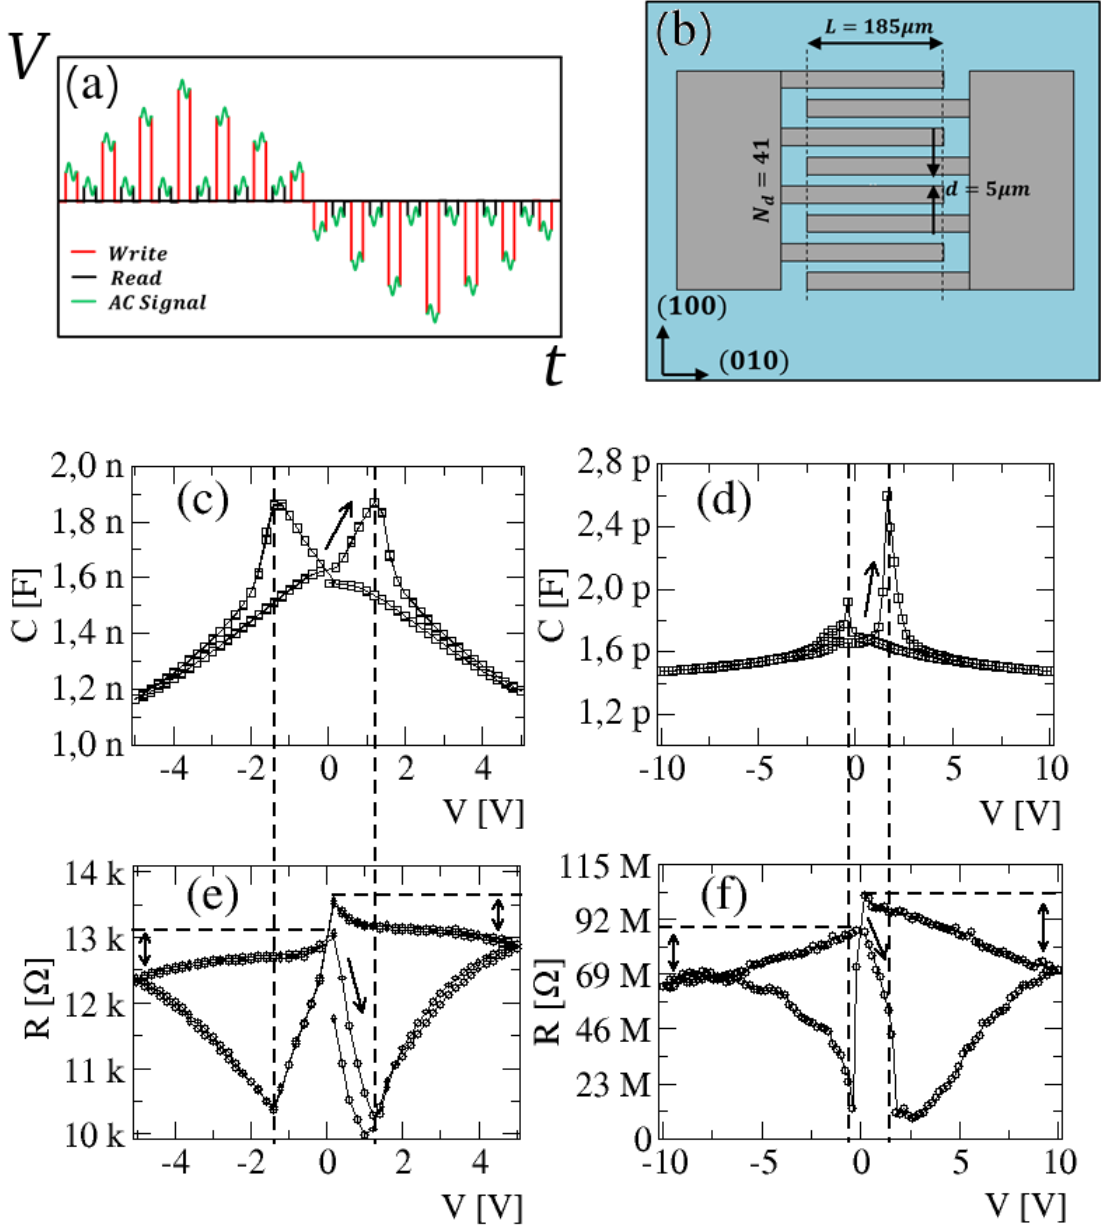 V
(a)
Write
Read
AC Signal
t
(b)
L = 185μm
N_d = 41
d = 5μm
(100)
(010)
2,0 n
1,8 n
1,6 n
1,4 n
1,2 n
1,0 n
C [F]
(c)
-4 -2 0 2 4
V [V]
2,8 p
2,4 p
2,0 p
1,6 p
1,2 p
C [F]
(d)
-10 -5 0 5 10
V [V]
14 k
13 k
12 k
11 k
10 k
R [Ω]
(e)
-4 -2 0 2 4
V [V]
115 M
92 M
69 M
46 M
23 M
0
R [Ω]
(f)
-10 -5 0 5 10
V [V]